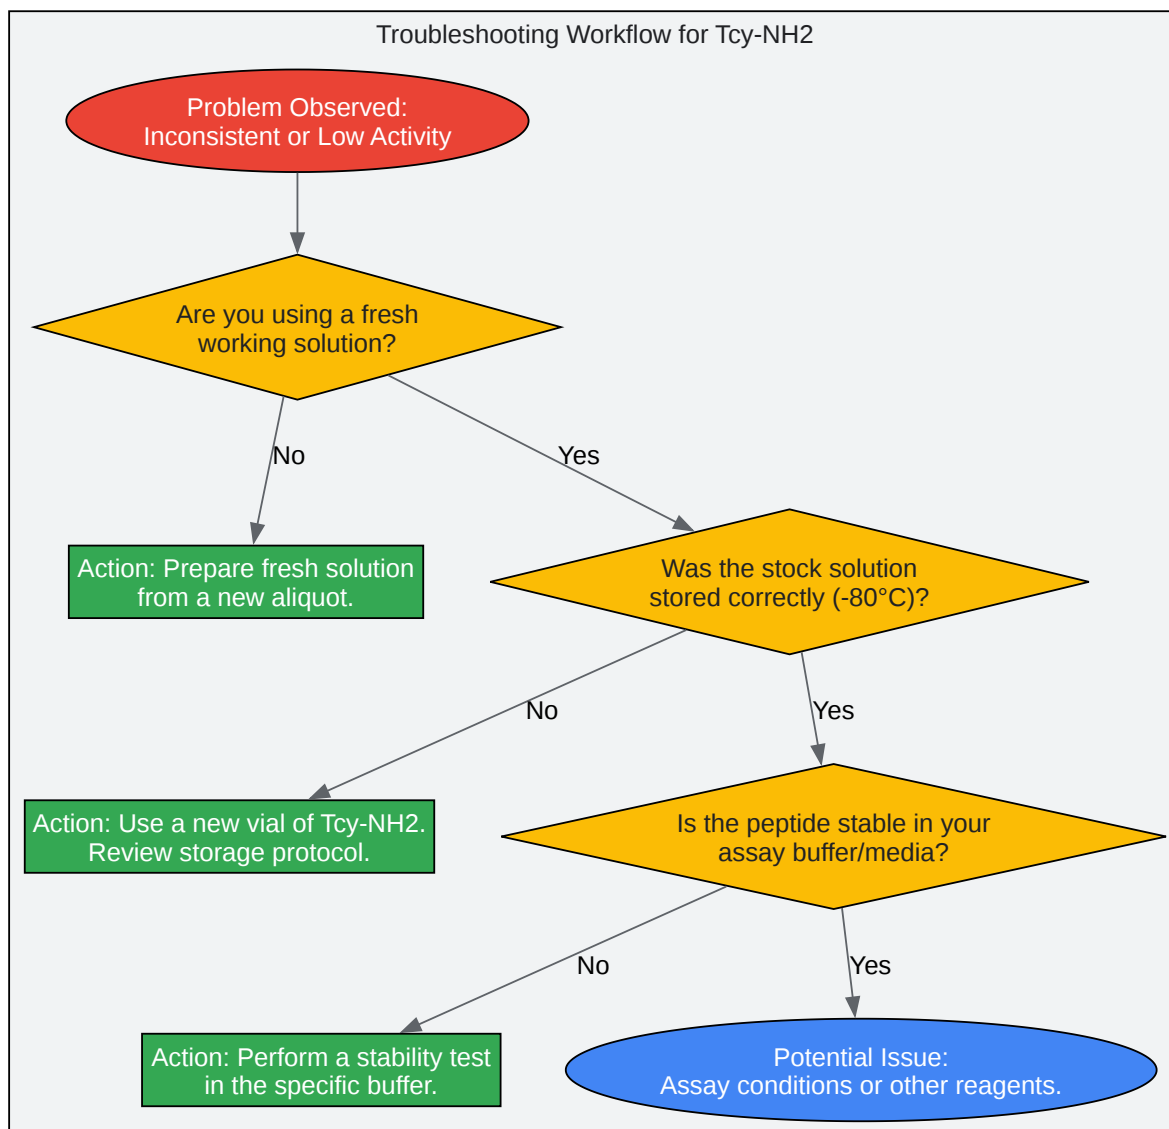 Troubleshooting Workflow for Tcy-NH2
Problem Observed:
Inconsistent or Low Activity
Are you using a fresh
working solution?
No
Yes
Action: Prepare fresh solution
from a new aliquot.
Was the stock solution
stored correctly (-80°C)?
No
Yes
Action: Use a new vial of Tcy-NH2.
Review storage protocol.
Is the peptide stable in your
assay buffer/media?
No
Yes
Action: Perform a stability test
in the specific buffer.
Potential Issue:
Assay conditions or other reagents.